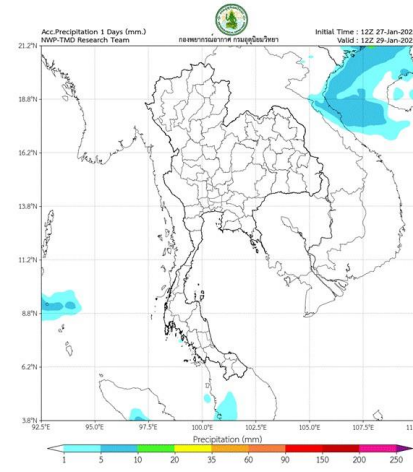 Acc.Precipitation 1 Days (mm.)
NWP-TMD Research Team
กองพยากรณ์อากาศ กรมอุตุนิยมวิทยา
Initial Time : 12Z 27-Jan-202
Valid : 12Z 29-Jan-202
21.2°N
18.8°N
16.2°N
13.8°N
11.2°N
8.8°N
6.2°N
3.8°N
92.5°E 95.0°E 97.5°E 100.0°E 102.5°E 105.0°E 107.5°E 11
Precipitation (mm)
1 5 10 20 35 60 90 150 200 250